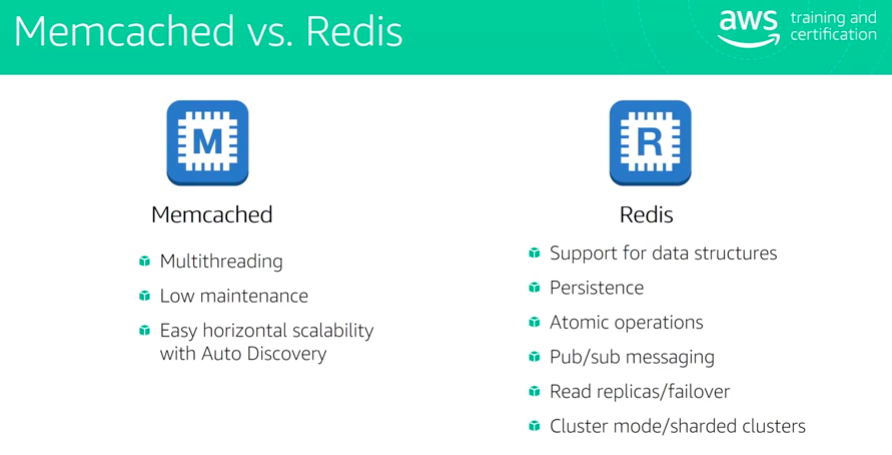 Memcached vs. Redis
aws
training and
certification
M
R
Memcached
Redis
Multithreading
Low maintenance
Easy horizontal scalability
with Auto Discovery
Support for data structures
Persistence
Atomic operations
Pub/sub messaging
Read replicas/failover
Cluster mode/sharded clusters